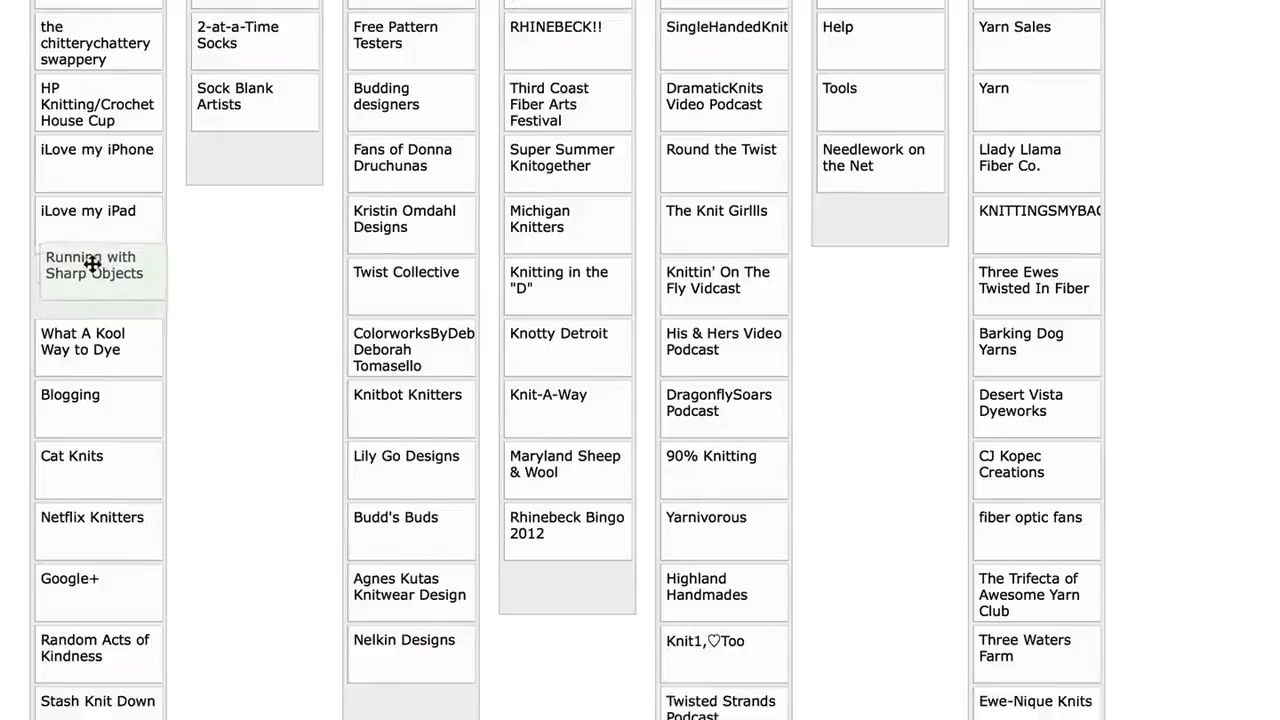 the
chitterychattery
swappery
HP
Knitting/Crochet
House Cup
iLove my iPhone
iLove my iPad
Running with
Sharp Objects
What A Kool
Way to Dye
Blogging
Cat Knits
Netflix Knitters
Google+
Random Acts of
Kindness
Stash Knit Down
2-at-a-Time
Socks
Sock Blank
Artists
Free Pattern
Testers
Budding
designers
Fans of Donna
Druchunas
Kristin Omdahl
Designs
Twist Collective
ColorworksByDeb
Deborah
Tomasello
Knitbot Knitters
Lily Go Designs
Budd's Buds
Agnes Kutas
Knitwear Design
Nelkin Designs
RHINEBECK!!
Third Coast
Fiber Arts
Festival
Super Summer
Knitogether
Michigan
Knitters
Knitting in the
"D"
Knotty Detroit
Knit-A-Way
Maryland Sheep
& Wool
Rhinebeck Bingo
2012
SingleHandedKnit
DramaticKnits
Video Podcast
Round the Twist
The Knit Girllls
Knittin' On The
Fly Vidcast
His & Hers Video
Podcast
DragonflySoars
Podcast
90% Knitting
Yarnivorous
Highland
Handmades
Knit1,♡Too
Twisted Strands
Podcast
Help
Tools
Needlework on
the Net
Yarn Sales
Yarn
Llady Llama
Fiber Co.
KNITTINGSMYBAG
Three Ewes
Twisted In Fiber
Barking Dog
Yarns
Desert Vista
Dyeworks
CJ Kopec
Creations
fiber optic fans
The Trifecta of
Awesome Yarn
Club
Three Waters
Farm
Ewe-Nique Knits